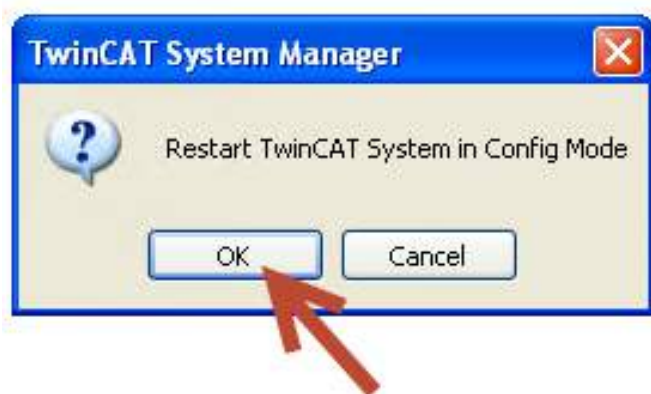 TwinCAT System Manager
Restart TwinCAT System in Config Mode
OK
Cancel